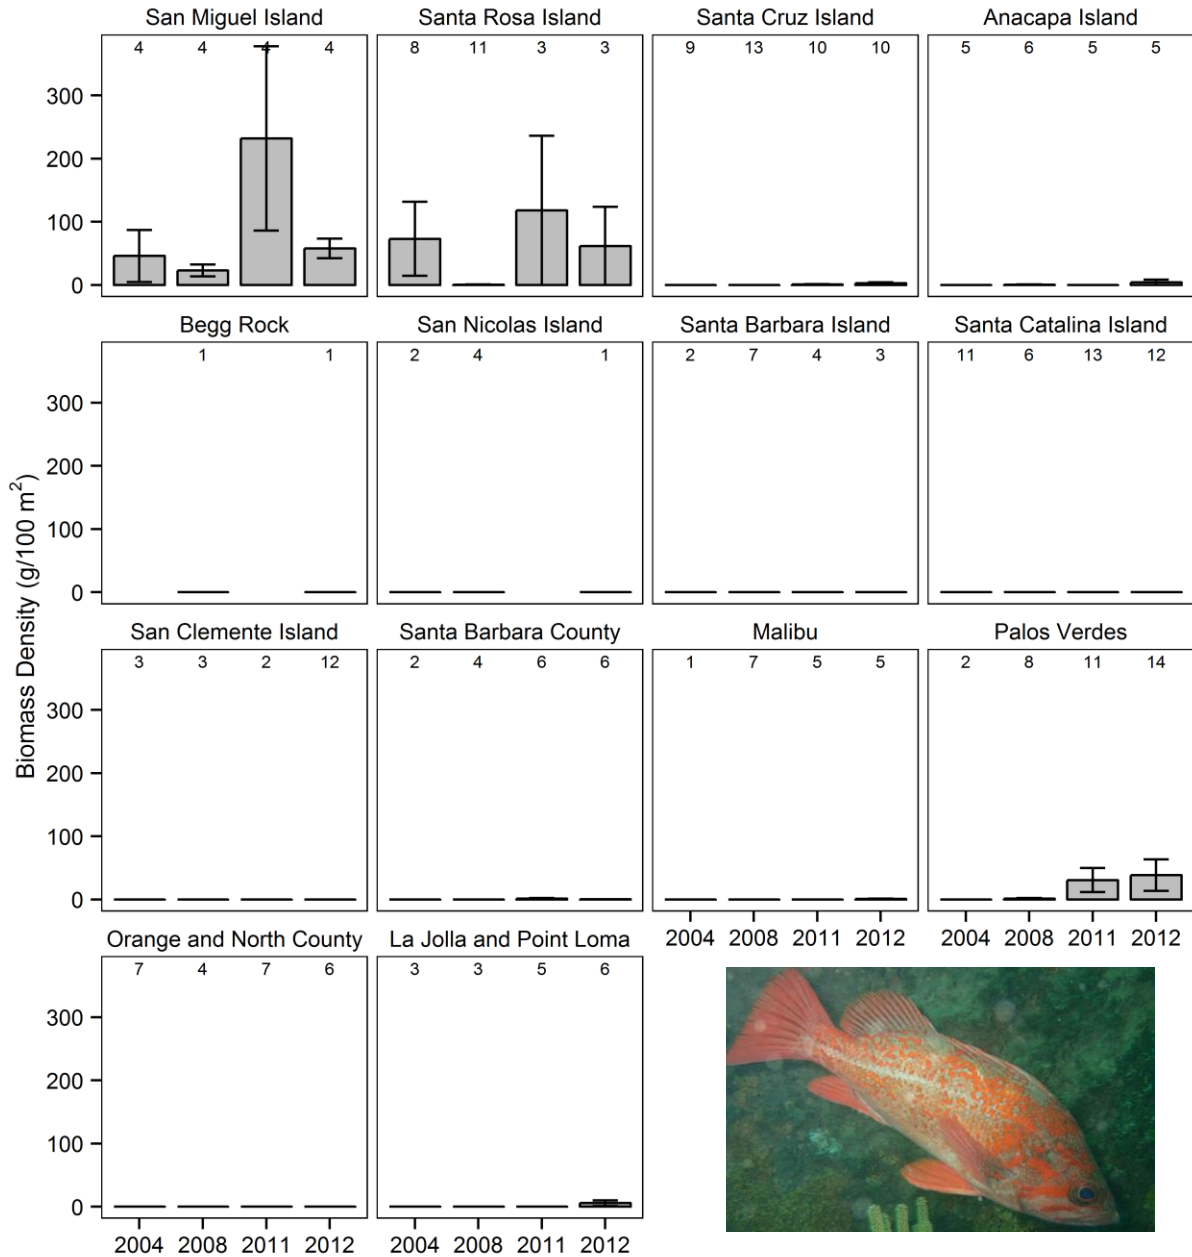 San Miguel Island Santa Rosa Island Santa Cruz Island Anacapa Island
4 4 4 4 8 11 3 3 9 13 10 10 5 6 5 5
300
200
100
0
Begg Rock San Nicolas Island Santa Barbara Island Santa Catalina Island
1 1 2 4 1 2 7 4 3 11 6 13 12
300
200
100
0
Biomass Density (g/100 m²)
San Clemente Island Santa Barbara County Malibu Palos Verdes
3 3 2 12 2 4 6 6 1 7 5 5 2 8 11 14
300
200
100
0
2004 2008 2011 2012 2004 2008 2011 2012
Orange and North County La Jolla and Point Loma
7 4 7 6 3 3 5 6
300
200
100
0
2004 2008 2011 2012 2004 2008 2011 2012